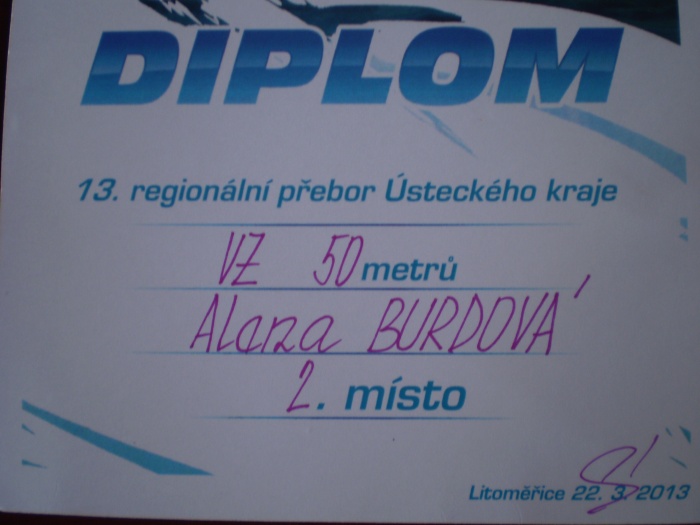 DIPLOM
13. regionální přebor Ústeckého kraje
VZ 50 metrů
Alena BURDOVÁ
2. místo
Litoměřice 22. 3. 2013